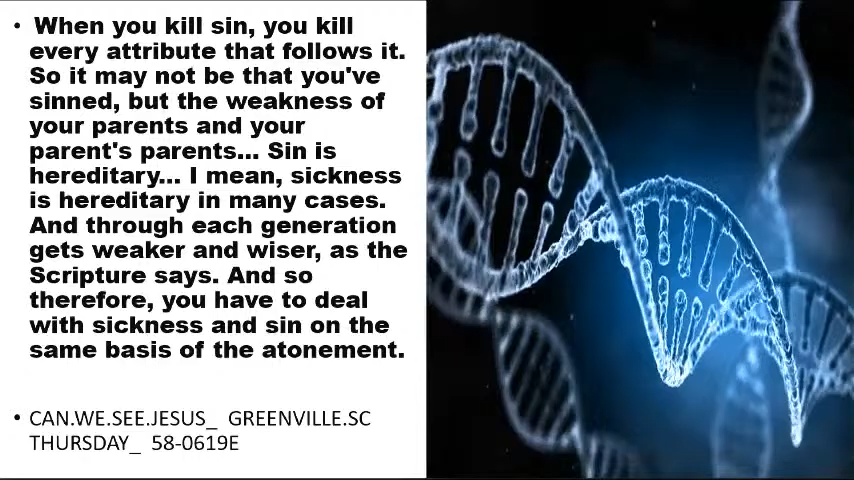 • When you kill sin, you kill
every attribute that follows it.
So it may not be that you've
sinned, but the weakness of
your parents and your
parent's parents... Sin is
hereditary... I mean, sickness
is hereditary in many cases.
And through each generation
gets weaker and wiser, as the
Scripture says. And so
therefore, you have to deal
with sickness and sin on the
same basis of the atonement.
• CAN.WE.SEE.JESUS_ GREENVILLE.SC
THURSDAY_ 58-0619E